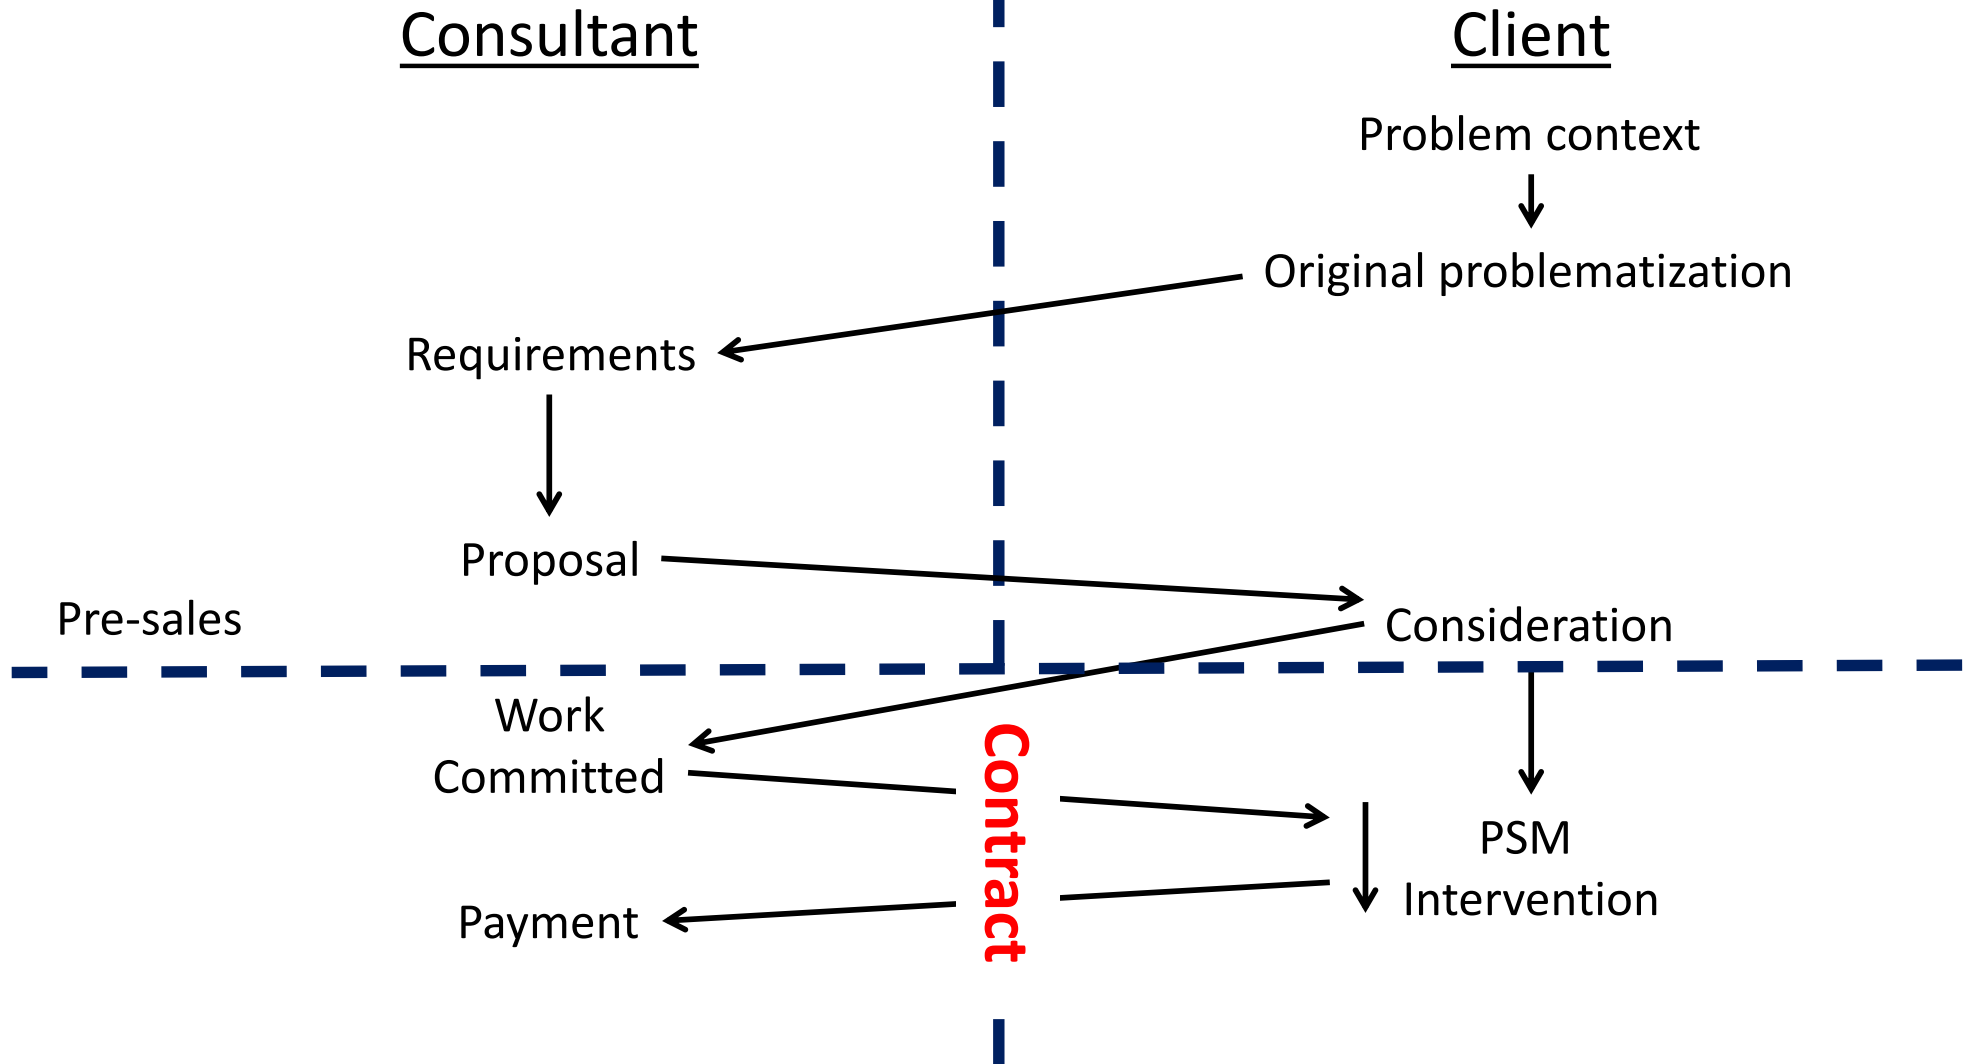 Consultant
Client
Problem context
Original problematization
Requirements
Proposal
Pre-sales
Consideration
Work
Committed
Contract
PSM
Intervention
Payment